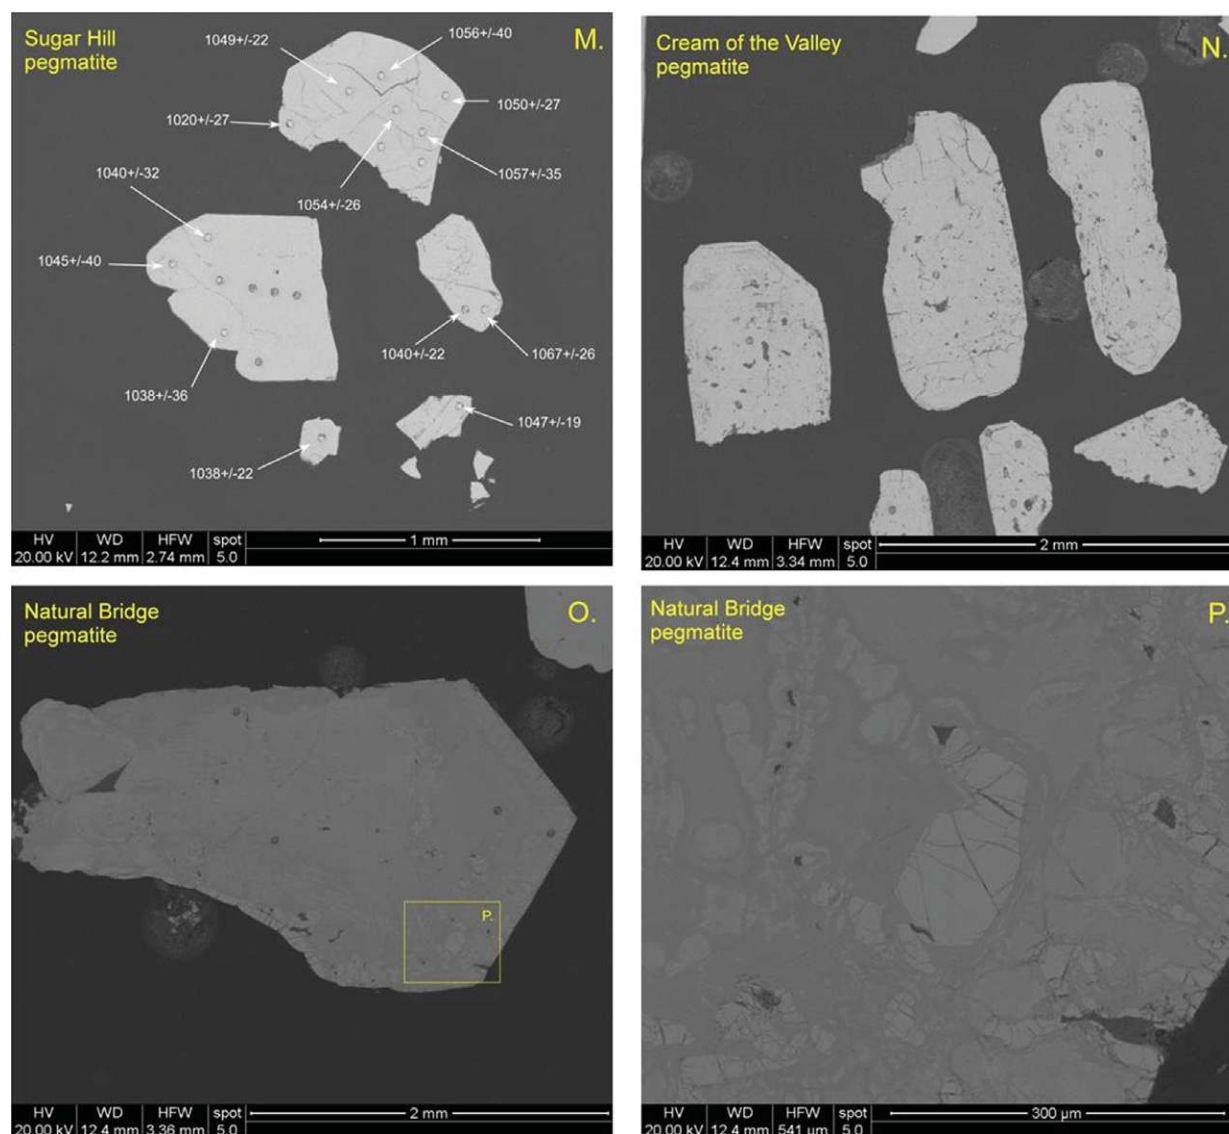 Sugar Hill
pegmatite
M.
1049+/-22
1056+/-40
1050+/-27
1020+/-27
1057+/-35
1054+/-26
1040+/-32
1045+/-40
1040+/-22
1067+/-26
1038+/-36
1047+/-19
1038+/-22
HV WD HFW spot
20.00 kV 12.2 mm 2.74 mm 5.0 1 mm
Cream of the Valley
pegmatite
N.
HV WD HFW spot
20.00 kV 12.4 mm 3.34 mm 5.0 2 mm
Natural Bridge
pegmatite
O.
P.
HV WD HFW spot
20.00 kV 12.4 mm 3.36 mm 5.0 2 mm
Natural Bridge
pegmatite
P.
HV WD HFW spot
20.00 kV 12.4 mm 541 µm 5.0 300 µm